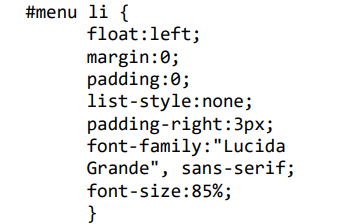 #menu li {
float:left;
margin:0;
padding:0;
list-style:none;
padding-right:3px;
font-family:"Lucida
Grande", sans-serif;
font-size:85%;
}